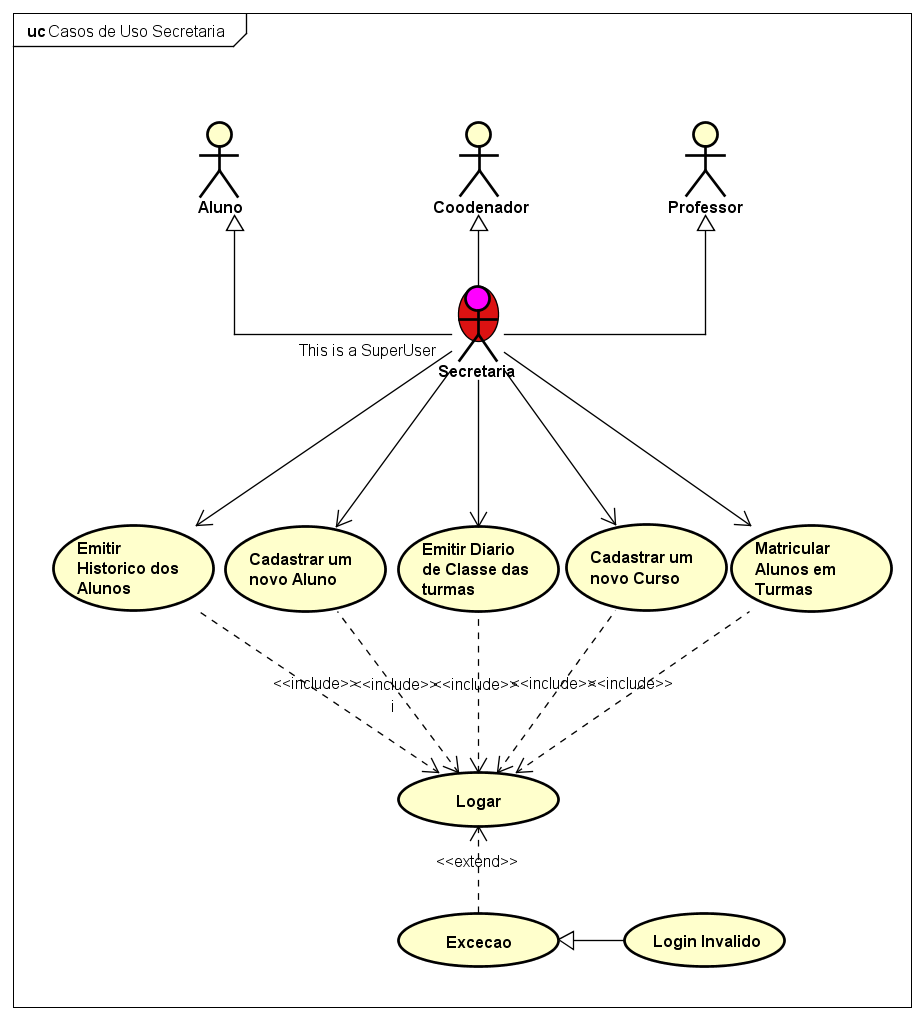 uc Casos de Uso Secretaria
Aluno
Coodenador
Professor
This is a SuperUser
Secretaria
Emitir
Historico dos
Alunos
Cadastrar um
novo Aluno
Emitir Diario
de Classe das
turmas
Cadastrar um
novo Curso
Matricular
Alunos em
Turmas
<<include>>
<<include>>
i
<<include>>
<<include>>
<<include>>
Logar
<<extend>>
Excecao
Login Invalido